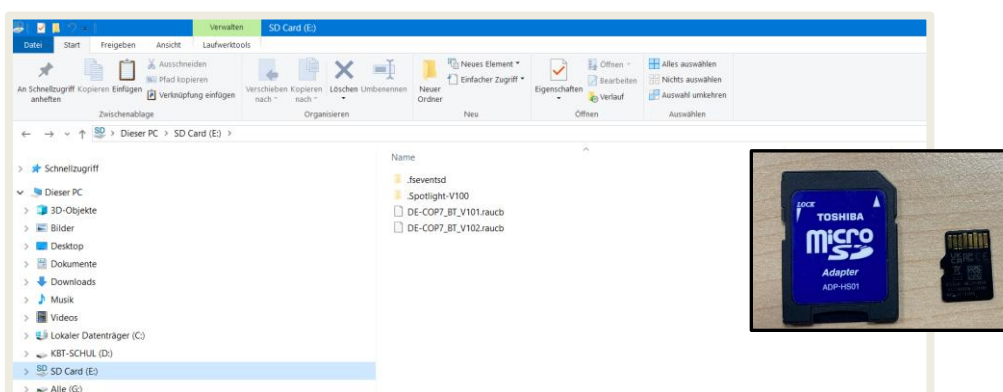 Verwalten
SD Card (E:)
Datei
Start
Freigeben
Ansicht
Laufwerktools
An Schnellzugriff anheften
Kopieren
Einfügen
Ausschneiden
Pfad kopieren
Verknüpfung einfügen
Zwischenablage
Verschieben nach
Kopieren nach
Löschen
Umbenennen
Organisieren
Neuer Ordner
Neues Element
Einfacher Zugriff
Neu
Eigenschaften
Öffnen
Bearbeiten
Verlauf
Öffnen
Alles auswählen
Nichts auswählen
Auswahl umkehren
Auswählen
Dieser PC > SD Card (E:) >
Name
Schnellzugriff
Dieser PC
3D-Objekte
Bilder
Desktop
Dokumente
Downloads
Musik
Videos
Lokaler Datenträger (C:)
KBT-SCHUL (D:)
SD Card (E:)
Alle (G:)
.fseventsd
.Spotlight-V100
DE-COP7_BT_V101.raucb
DE-COP7_BT_V102.raucb
LOCK
TOSHIBA
Micro
SD
Adapter
ADP-HS01